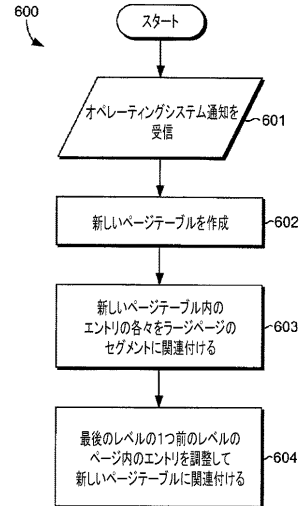 600
スタート
オペレーティングシステム通知を
受信
601
新しいページテーブルを作成
602
新しいページテーブル内の
エントリの各々をラージページの
セグメントに関連付ける
603
最後のレベルの1つ前のレベルの
ページ内のエントリを調整して
新しいページテーブルに関連付ける
604